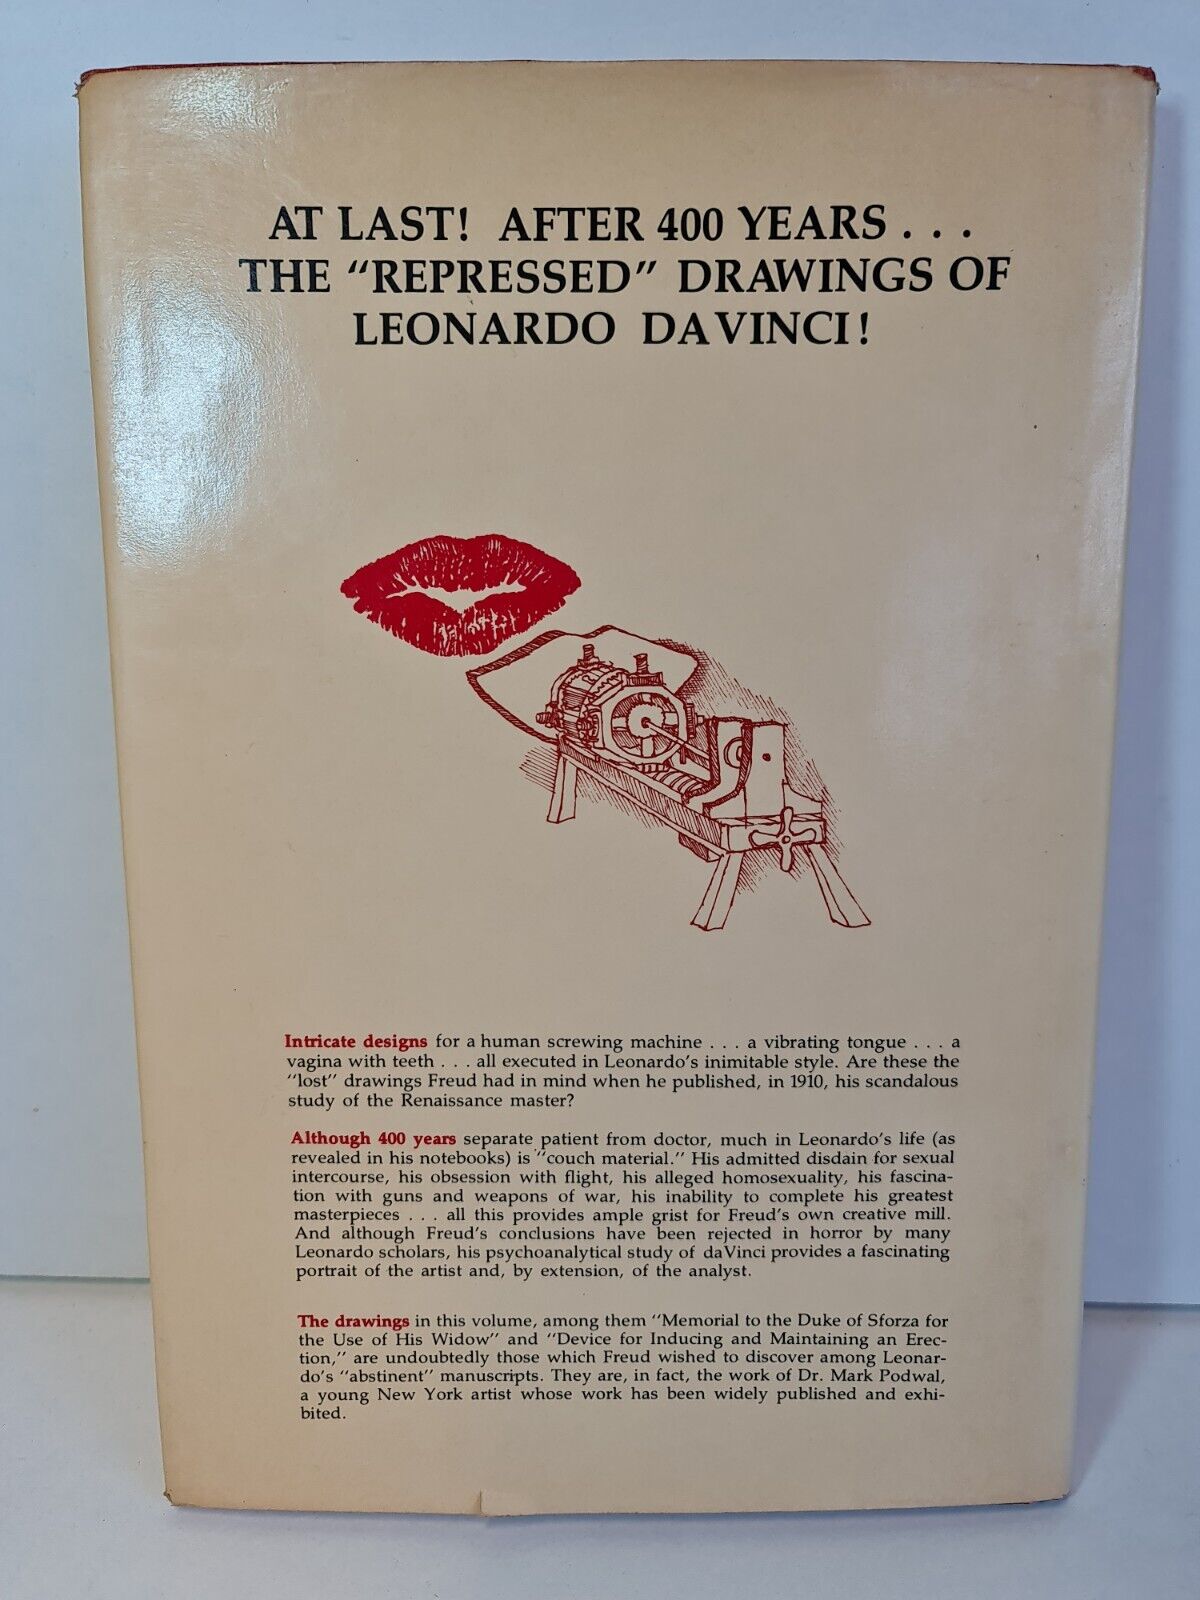 AT LAST! AFTER 400 YEARS . . .
THE "REPRESSED" DRAWINGS OF
LEONARDO DA VINCI!
Intricate designs for a human screwing machine . . . a vibrating tongue . . . a
vagina with teeth . . . all executed in Leonardo's inimitable style. Are these the
"lost" drawings Freud had in mind when he published, in 1910, his scandalous
study of the Renaissance master?
Although 400 years separate patient from doctor, much in Leonardo's life (as
revealed in his notebooks) is "couch material." His admitted disdain for sexual
intercourse, his obsession with flight, his alleged homosexuality, his fascina-
tion with guns and weapons of war, his inability to complete his greatest
masterpieces . . . all this provides ample grist for Freud's own creative mill.
And although Freud's conclusions have been rejected in horror by many
Leonardo scholars, his psychoanalytical study of daVinci provides a fascinating
portrait of the artist and, by extension, of the analyst.
The drawings in this volume, among them "Memorial to the Duke of Sforza for
the Use of His Widow" and "Device for Inducing and Maintaining an Erec-
tion," are undoubtedly those which Freud wished to discover among Leonar-
do's "abstinent" manuscripts. They are, in fact, the work of Dr. Mark Podwal,
a young New York artist whose work has been widely published and exhi-
bited.